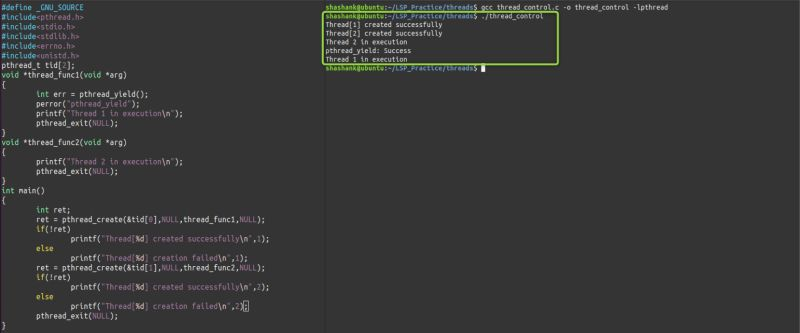 #define _GNU_SOURCE
#include<pthread.h>
#include<stdio.h>
#include<stdlib.h>
#include<errno.h>
#include<unistd.h>
pthread_t tid[2];
void *thread_func1(void *arg)
{
int err = pthread_yield();
perror("pthread_yield");
printf("Thread 1 in execution\n");
pthread_exit(NULL);
}
void *thread_func2(void *arg)
{
printf("Thread 2 in execution\n");
pthread_exit(NULL);
}
int main()
{
int ret;
ret = pthread_create(&tid[0],NULL,thread_func1,NULL);
if(!ret)
printf("Thread[%d] created successfully\n",1);
else
printf("Thread[%d] creation failed\n",1);
ret = pthread_create(&tid[1],NULL,thread_func2,NULL);
if(!ret)
printf("Thread[%d] created successfully\n",2);
else
printf("Thread[%d] creation failed\n",2);
pthread_exit(NULL);
}
shashank@ubuntu:~/LSP_Practice/threads$ gcc thread_control.c -o thread_control -lpthread
shashank@ubuntu:~/LSP_Practice/threads$ ./thread_control
Thread[1] created successfully
Thread[2] created successfully
Thread 2 in execution
pthread_yield: Success
Thread 1 in execution
shashank@ubuntu:~/LSP_Practice/threads$